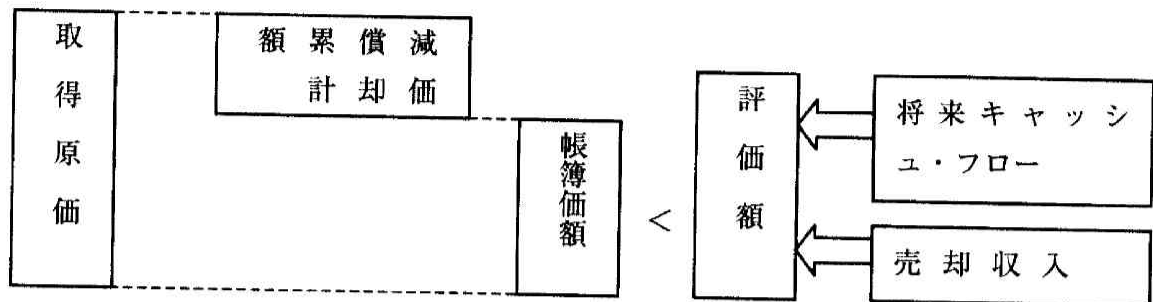 取得原価
減価
償却
累計
額
帳簿価額
<
評価額
将来キャッシ
ュ・フロー
売却収入